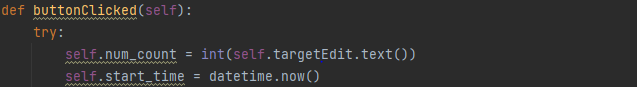 def buttonClicked(self):
    try:
        self.num_count = int(self.targetEdit.text())
        self.start_time = datetime.now()